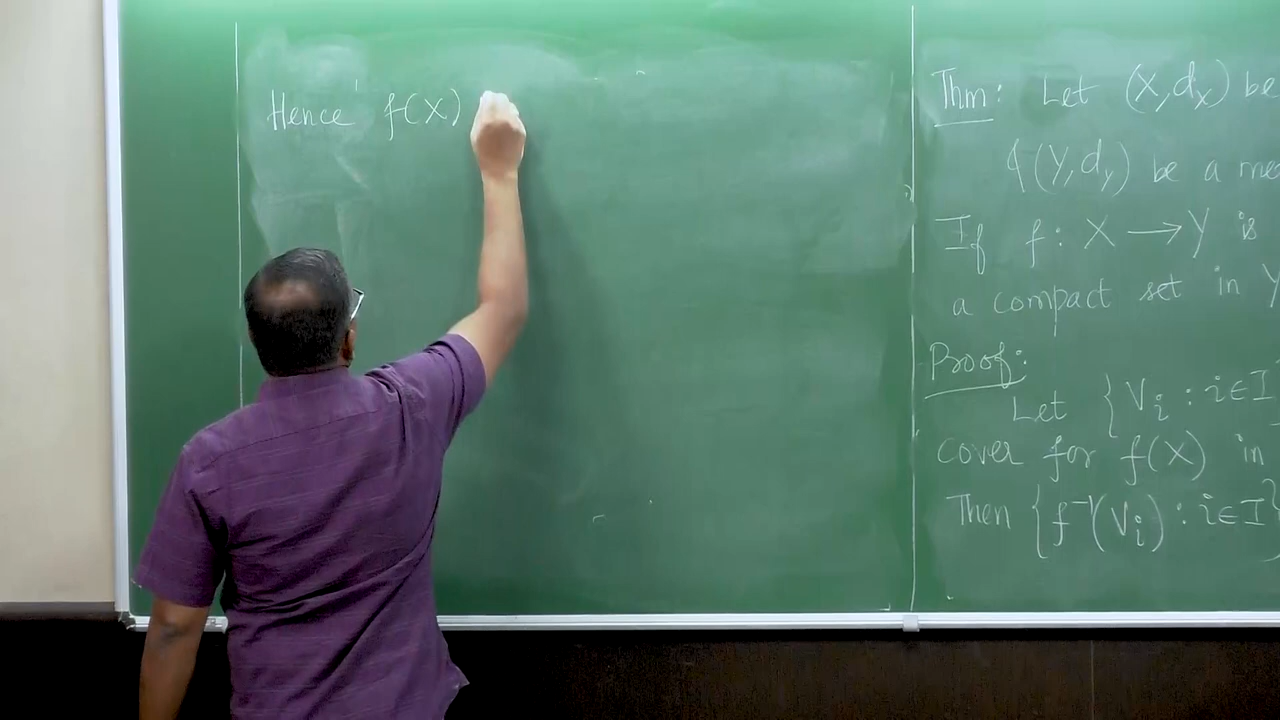 Hence f(X)
Thm: Let (X,dₓ) be
&(Y,dᵧ) be a me
If f: X → Y is
a compact set in Y
Proof:
Let {Vᵢ : i∈I
cover for f(X) in
Then {f⁻¹(Vᵢ) : i∈I}